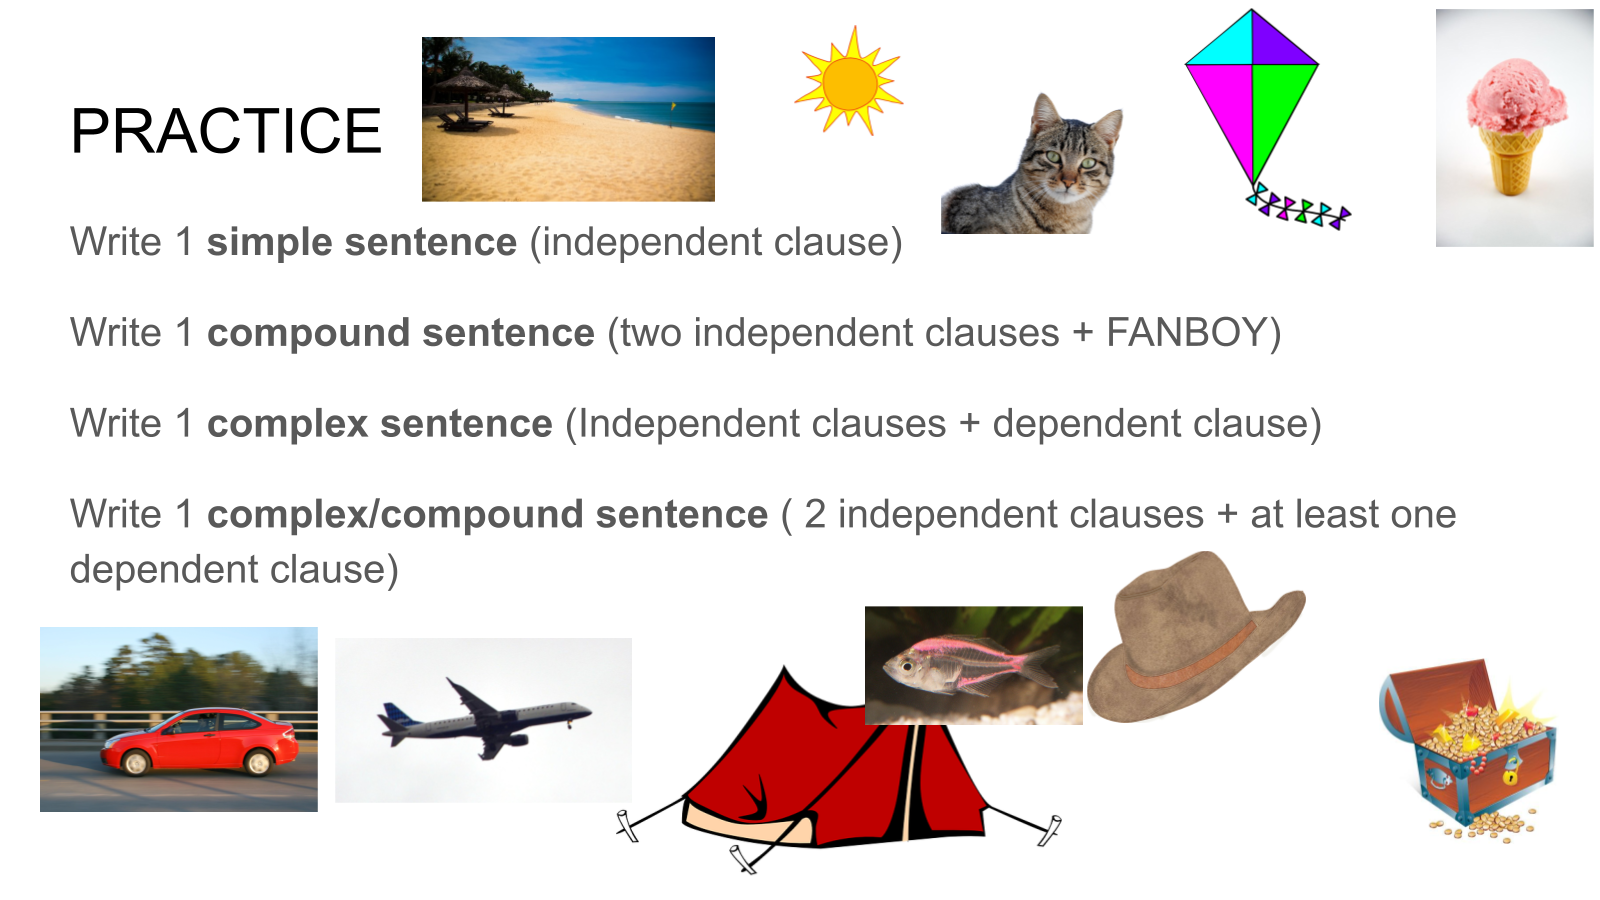 PRACTICE
Write 1 simple sentence (independent clause)
Write 1 compound sentence (two independent clauses + FANBOY)
Write 1 complex sentence (Independent clauses + dependent clause)
Write 1 complex/compound sentence ( 2 independent clauses + at least one
dependent clause)